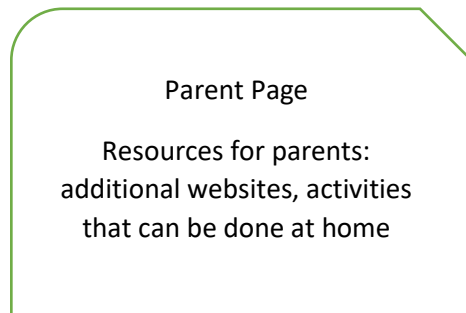 Parent Page
Resources for parents:
additional websites, activities
that can be done at home